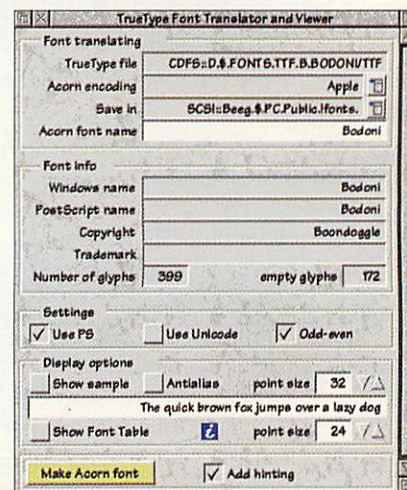 TrueType Font Translator and Viewer
Font translating
TrueType file CDFS::D.$.FONTS.TTF.B.BODONI/TTF
Acorn encoding Apple
Save in SCSI::Beeg.$.PC.Public.!fonts.
Acorn font name Bodoni
Font info
Windows name Bodoni
PostScript name Bodoni
Copyright Boondoggle
Trademark
Number of glyphs 399 empty glyphs 172
Settings
Use PS Use Unicode Odd-even
Display options
Show sample Antialias point size 32
The quick brown fox jumps over a lazy dog
Show Font Table i point size 24
Make Acorn font Add hinting